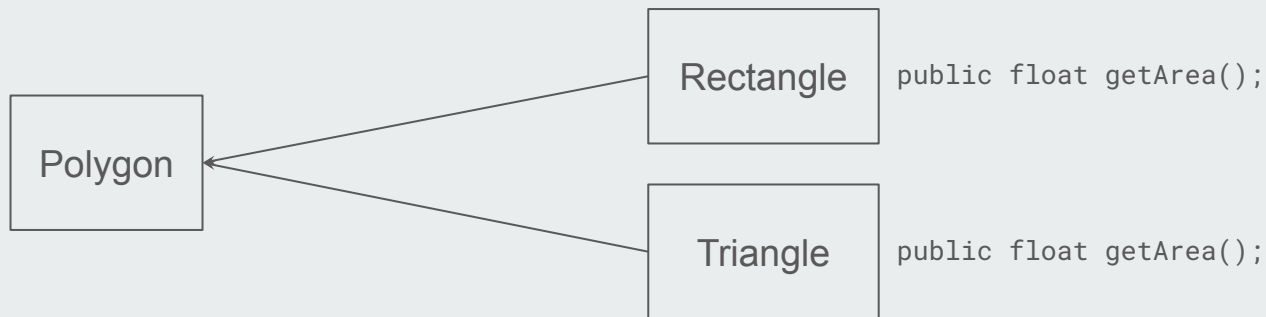 Polygon
Rectangle
public float getArea();
Triangle
public float getArea();